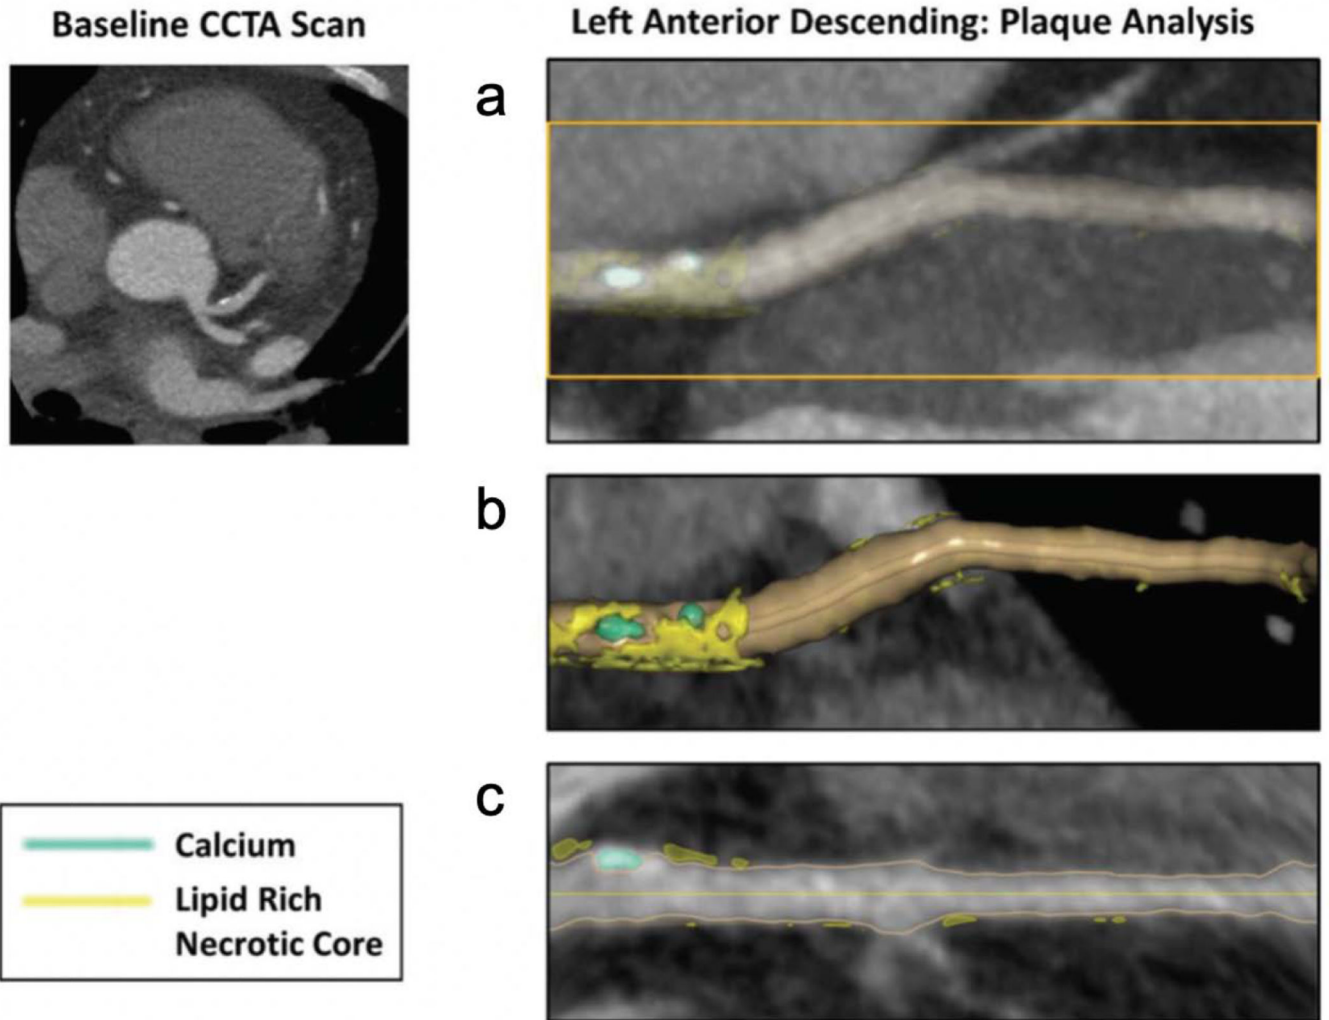 Baseline CCTA Scan
Left Anterior Descending: Plaque Analysis
a
b
c
Calcium
Lipid Rich
Necrotic Core